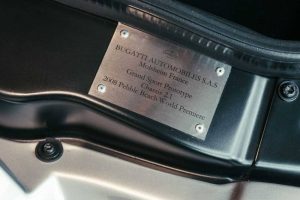 BUGATTI AUTOMOBILES S.A.S
Molsheim France
Grand Sport Prototype
Chassis 2.1
2008 Pebble Beach World Premiere